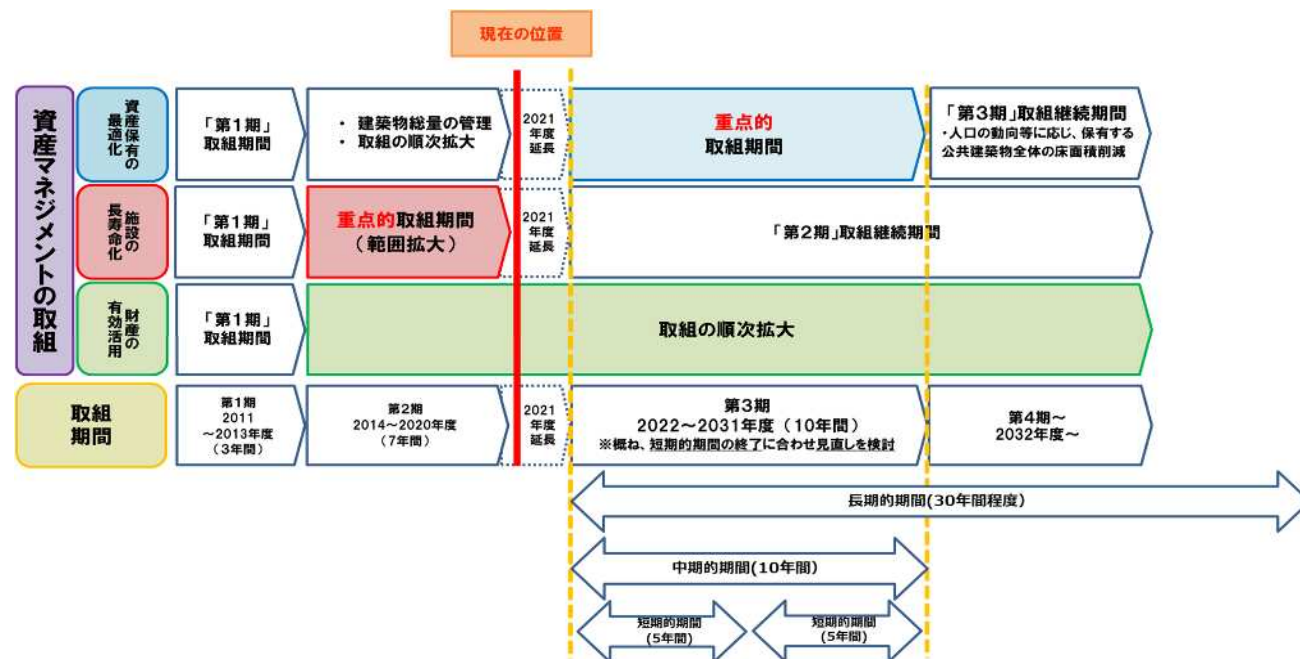 現在の位置
資産マネジメントの取組
資産保有の
最適化
「第1期」
取組期間
・ 建築物総量の管理
・ 取組の順次拡大
2021
年度
延長
重点的
取組期間
「第3期」取組継続期間
・人口の動向等に応じ、保有する
公共建築物全体の床面積削減
施設の
長寿命化
「第1期」
取組期間
重点的取組期間
（範囲拡大）
2021
年度
延長
「第2期」取組継続期間
財産の
有効活用
「第1期」
取組期間
取組の順次拡大
取組
期間
第1期
2011
～2013年度
（3年間）
第2期
2014～2020年度
（7年間）
2021
年度
延長
第3期
2022～2031年度（10年間）
※概ね、短期的期間の終了に合わせ見直しを検討
第4期～
2032年度～
長期的期間(30年間程度)
中期的期間(10年間)
短期的期間
(5年間)
短期的期間
(5年間)